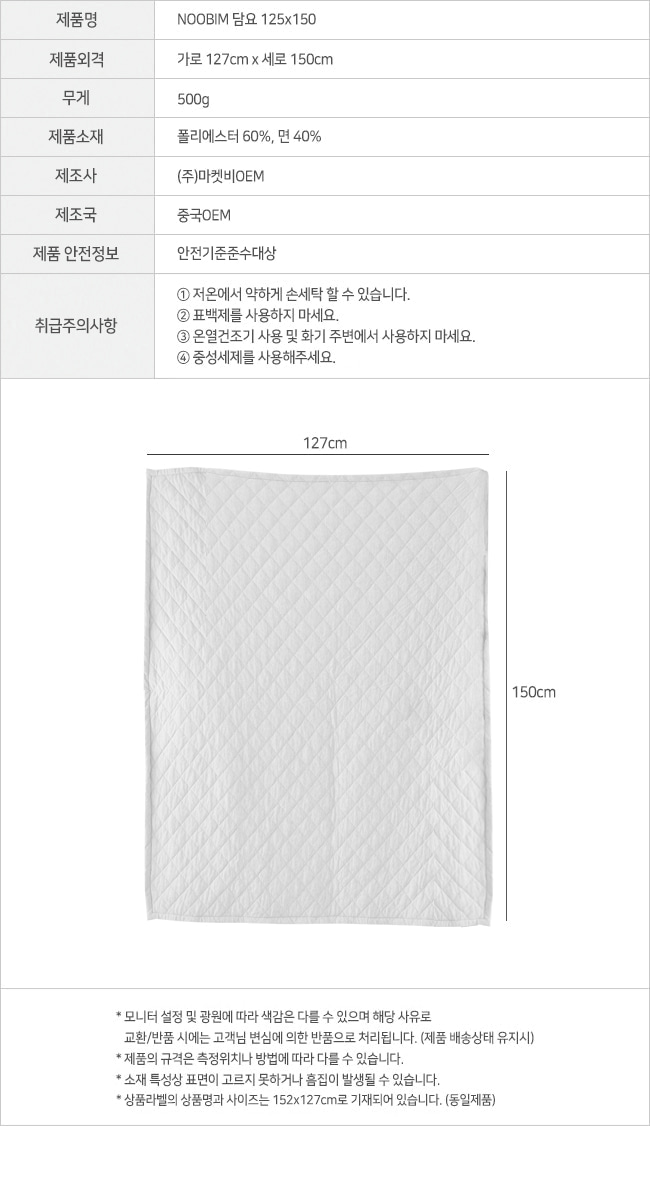 제품명 NOOBIM 담요 125x150
제품외격 가로 127cm x 세로 150cm
무게 500g
제품소재 폴리에스터 60%, 면 40%
제조사 (주)마켓비OEM
제조국 중국OEM
제품 안전정보 안전기준준수대상
취급주의사항
① 저온에서 약하게 손세탁 할 수 있습니다.
② 표백제를 사용하지 마세요.
③ 온열건조기 사용 및 화기 주변에서 사용하지 마세요.
④ 중성세제를 사용해주세요.
127cm
150cm
* 모니터 설정 및 광원에 따라 색감은 다를 수 있으며 해당 사유로
교환/반품 시에는 고객님 변심에 의한 반품으로 처리됩니다. (제품 배송상태 유지시)
* 제품의 규격은 측정위치나 방법에 따라 다를 수 있습니다.
* 소재 특성상 표면이 고르지 못하거나 흠집이 발생될 수 있습니다.
* 상품라벨의 상품명과 사이즈는 152x127cm로 기재되어 있습니다. (동일제품)